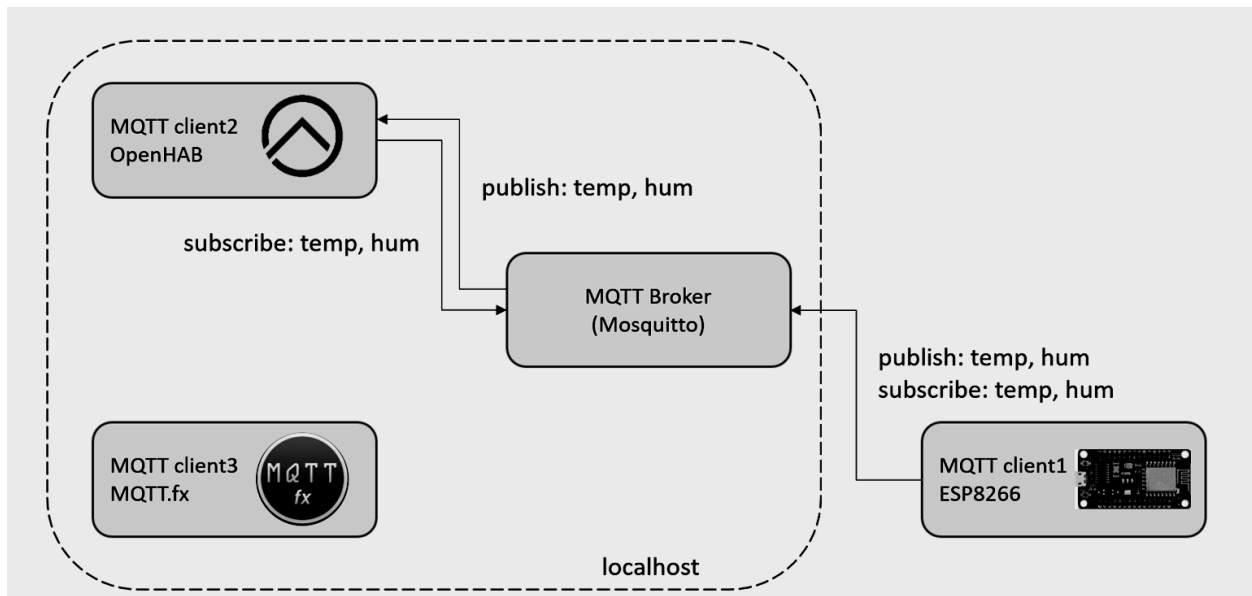 MQTT client2
OpenHAB
publish: temp, hum
subscribe: temp, hum
MQTT Broker
(Mosquitto)
publish: temp, hum
subscribe: temp, hum
MQTT client3
MQTT.fx
MQTT
fx
MQTT client1
ESP8266
localhost